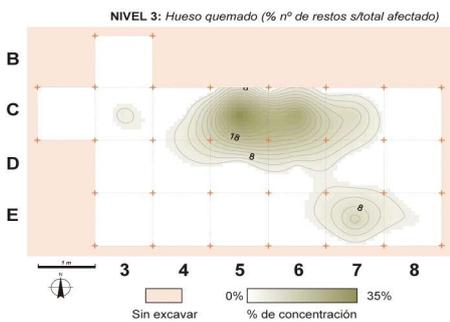 NIVEL 3: Hueso quemado (% nº de restos s/total afectado)
B
C
D
E
18
8
8
1 m
3 4 5 6 7 8
N
0% 35%
Sin excavar % de concentración